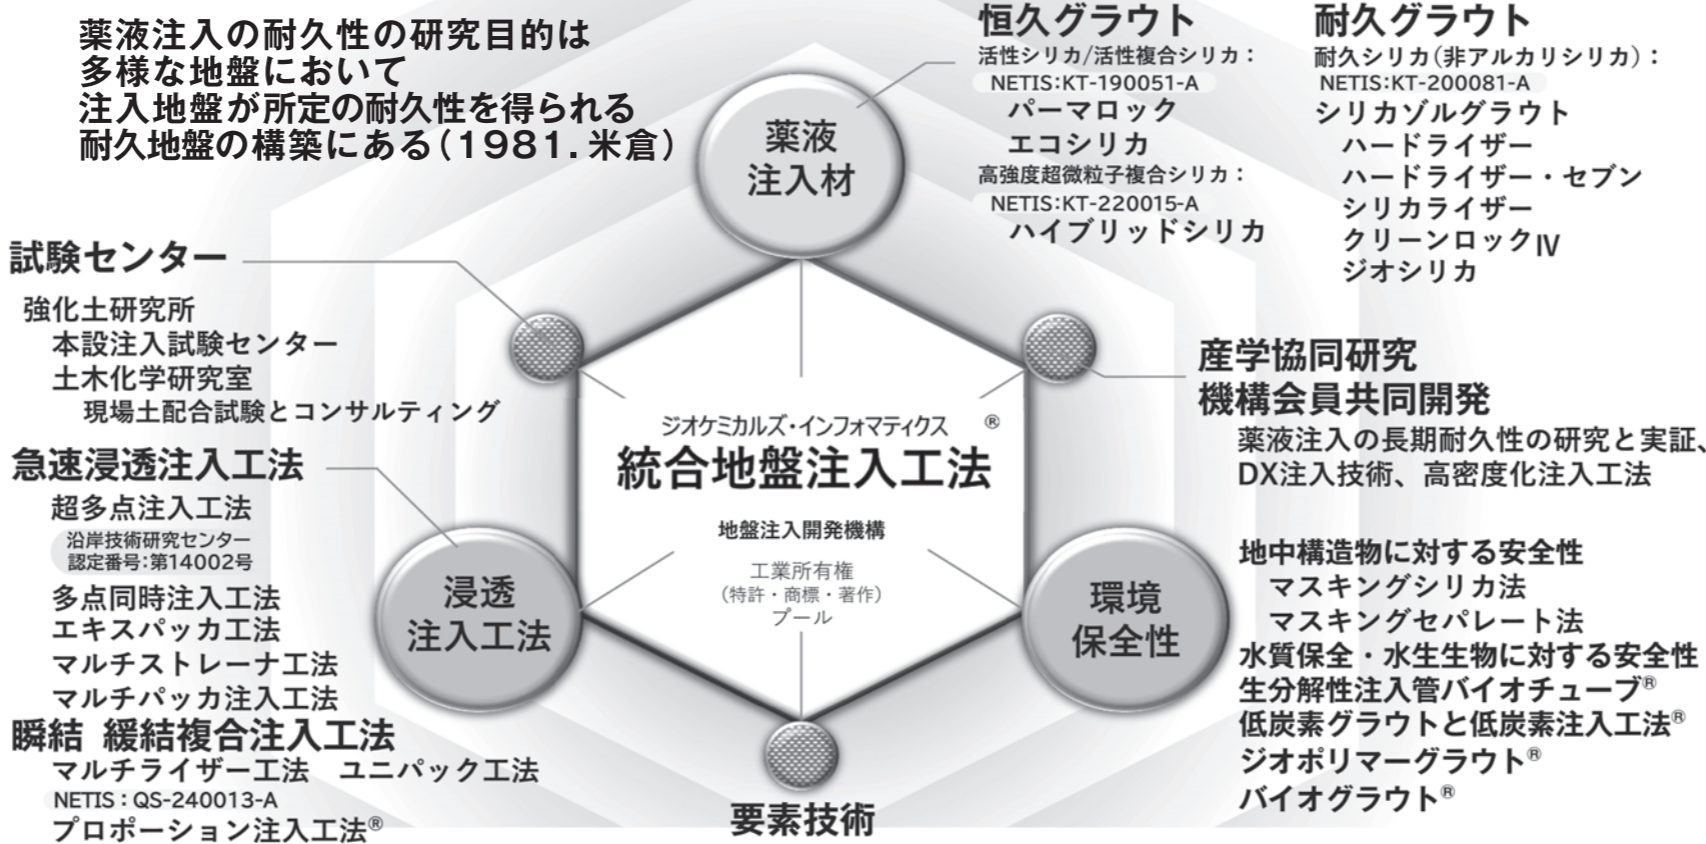 薬液注入の耐久性の研究目的は
多様な地盤において
注入地盤が所定の耐久性を得られる
耐久地盤の構築にある(1981.米倉)
薬液
注入材
恒久グラウト
活性シリカ/活性複合シリカ:
NETIS:KT-190051-A
パーマロック
エコシリカ
高強度超微粒子複合シリカ:
NETIS:KT-220015-A
ハイブリッドシリカ
耐久グラウト
耐久シリカ(非アルカリシリカ):
NETIS:KT-200081-A
シリカゾルグラウト
ハードライザー
ハードライザー・セブン
シリカライザー
クリーンロックⅣ
ジオシリカ
試験センター
強化土研究所
本設注入試験センター
土木化学研究室
現場土配合試験とコンサルティング
産学協同研究
機構会員共同開発
薬液注入の長期耐久性の研究と実証、
DX注入技術、高密度化注入工法
ジオケミカルズ・インフォマティクス®
統合地盤注入工法
地盤注入開発機構
工業所有権
(特許・商標・著作)
プール
急速浸透注入工法
超多点注入工法
沿岸技術研究センター
認定番号:第14002号
多点同時注入工法
エキスパッカ工法
マルチストレーナ工法
マルチパッカ注入工法
瞬結 緩結複合注入工法
マルチライザー工法 ユニパック工法
NETIS:QS-240013-A
プロポーション注入工法®
浸透
注入工法
環境
保全性
地中構造物に対する安全性
マスキングシリカ法
マスキングセパレート法
水質保全・水生生物に対する安全性
生分解性注入管バイオチューブ®
低炭素グラウトと低炭素注入工法®
ジオポリマーグラウト®
バイオグラウト®
要素技術